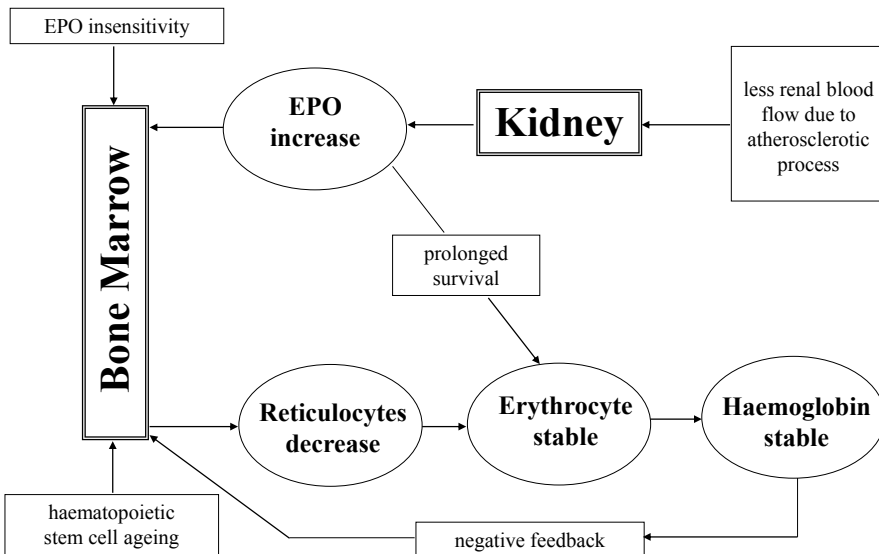 EPO insensitivity
EPO
increase
Kidney
less renal blood
flow due to
atherosclerotic
process
Bone Marrow
prolonged
survival
Reticulocytes
decrease
Erythrocyte
stable
Haemoglobin
stable
haematopoietic
stem cell ageing
negative feedback